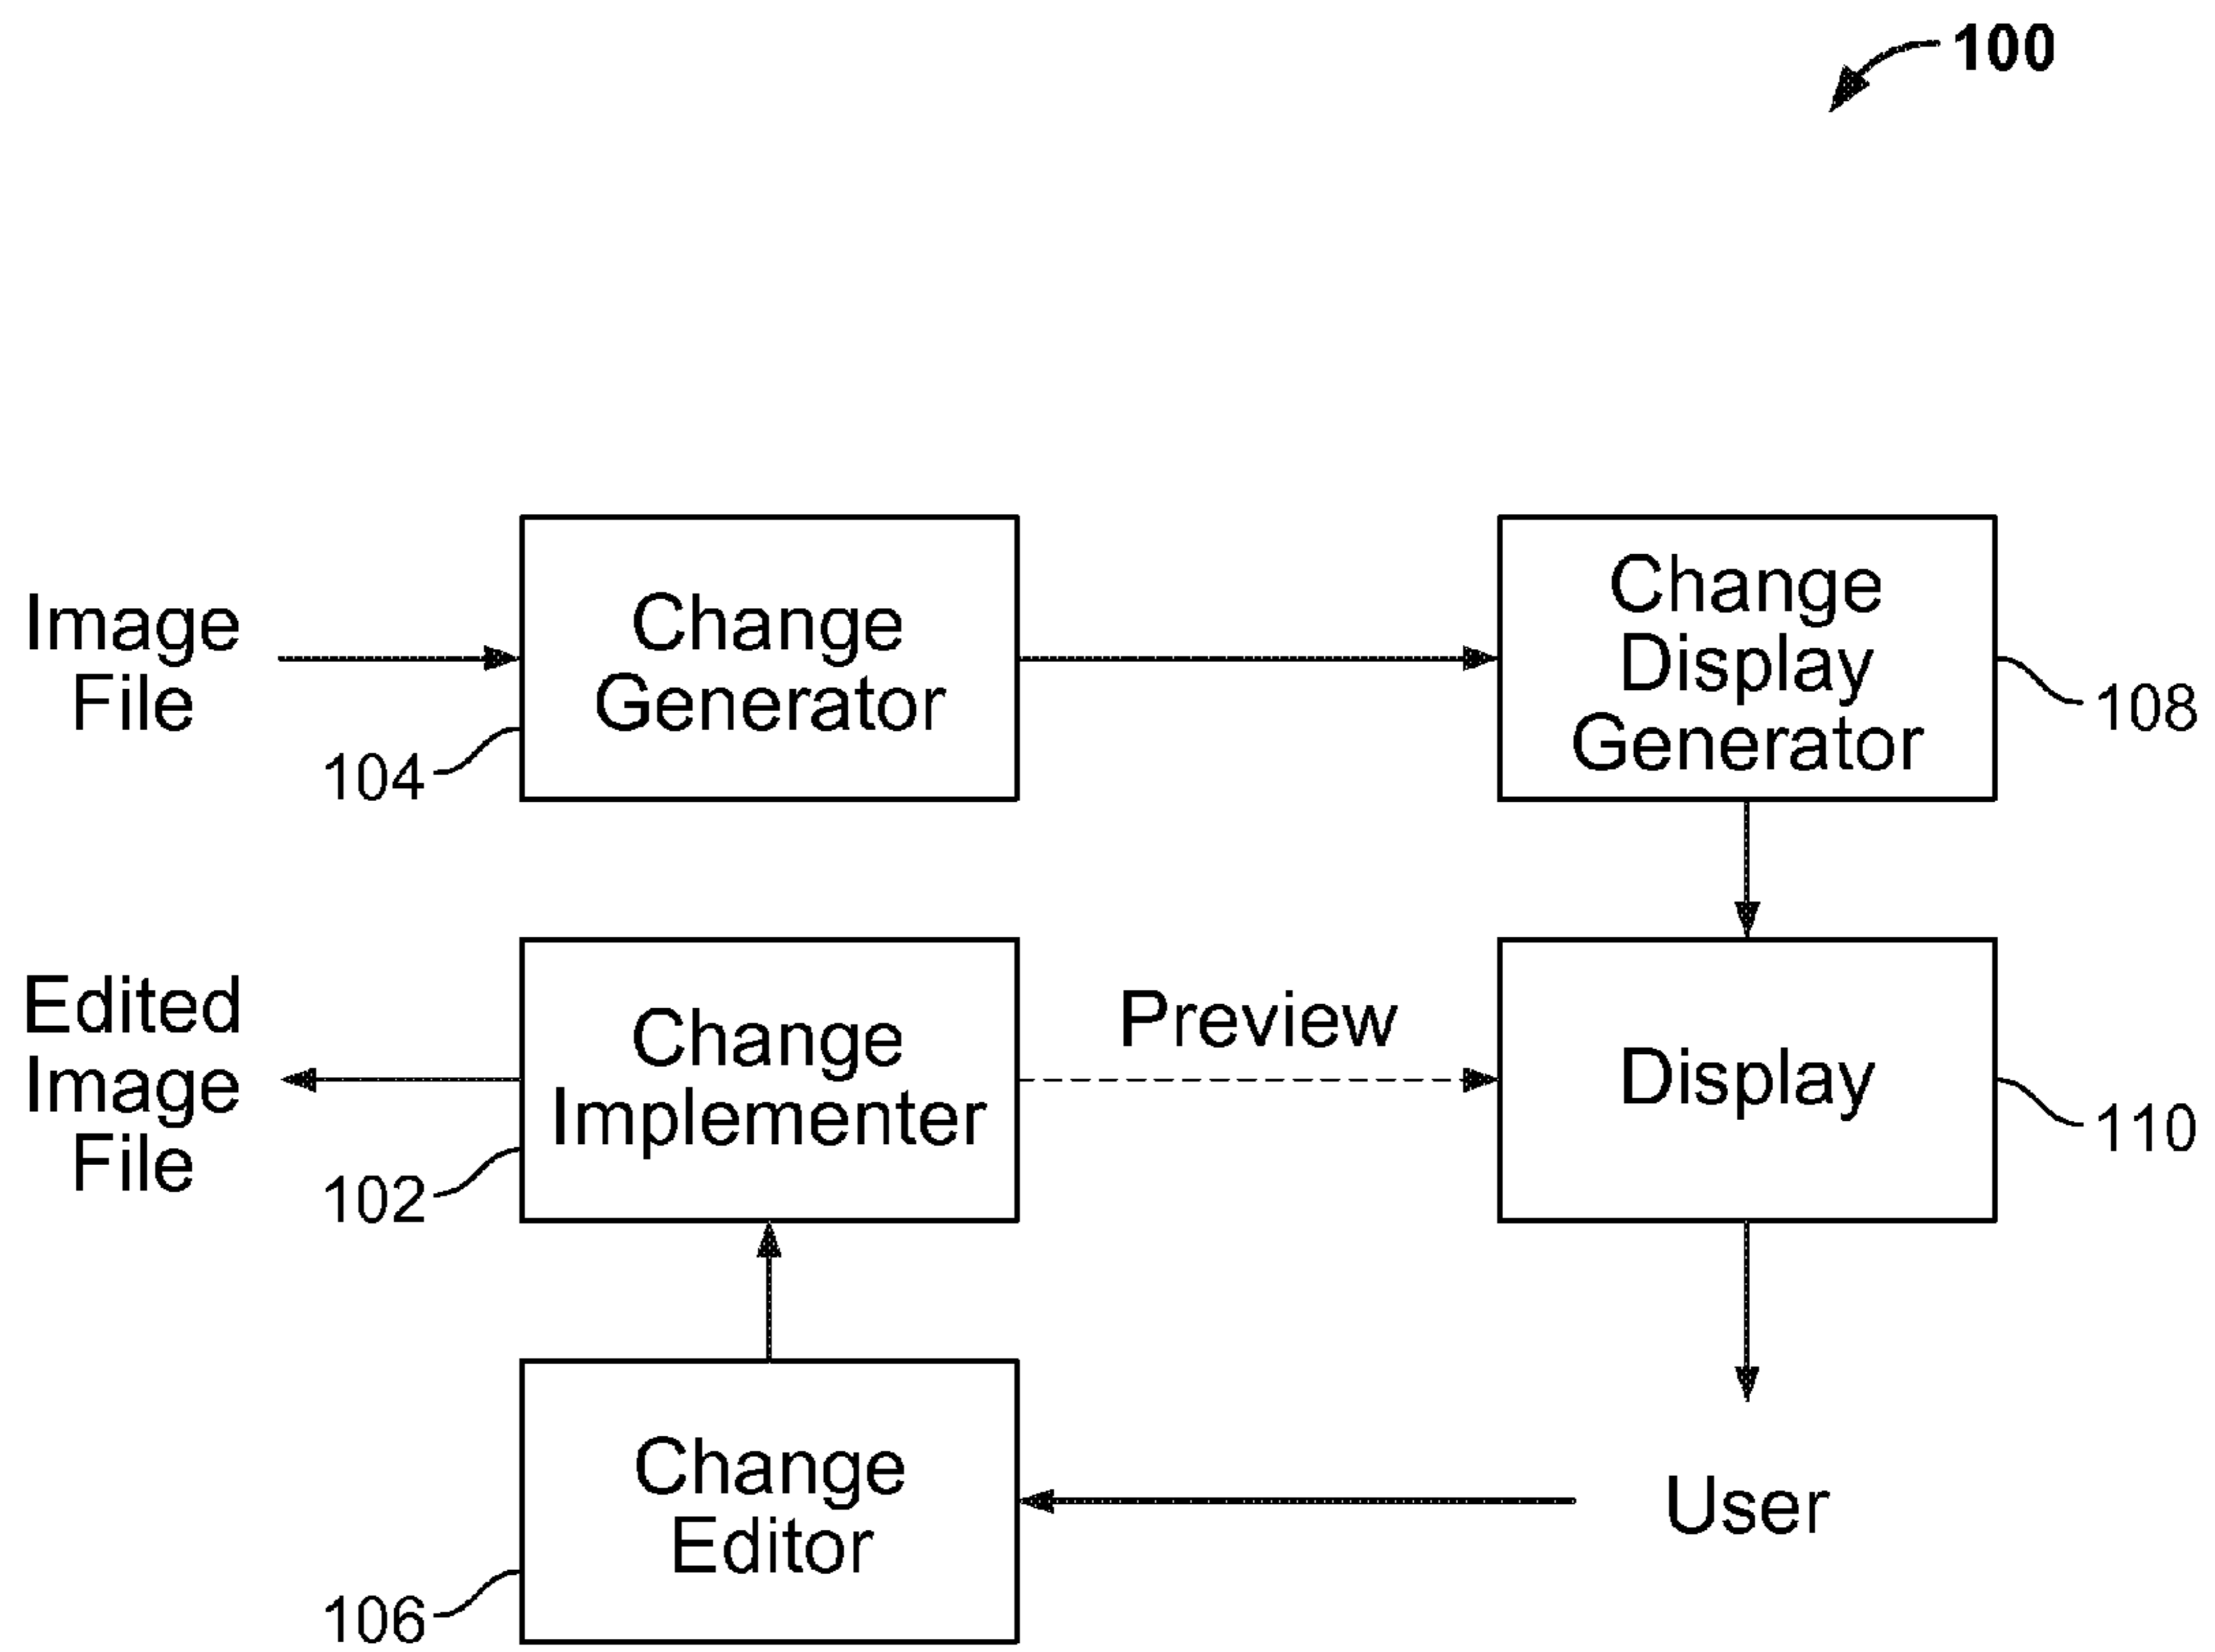 100
Image
File
Change
Generator
104
Change
Display
Generator
108
Edited
Image
File
Change
Implementer
102
Preview
Display
110
Change
Editor
106
User